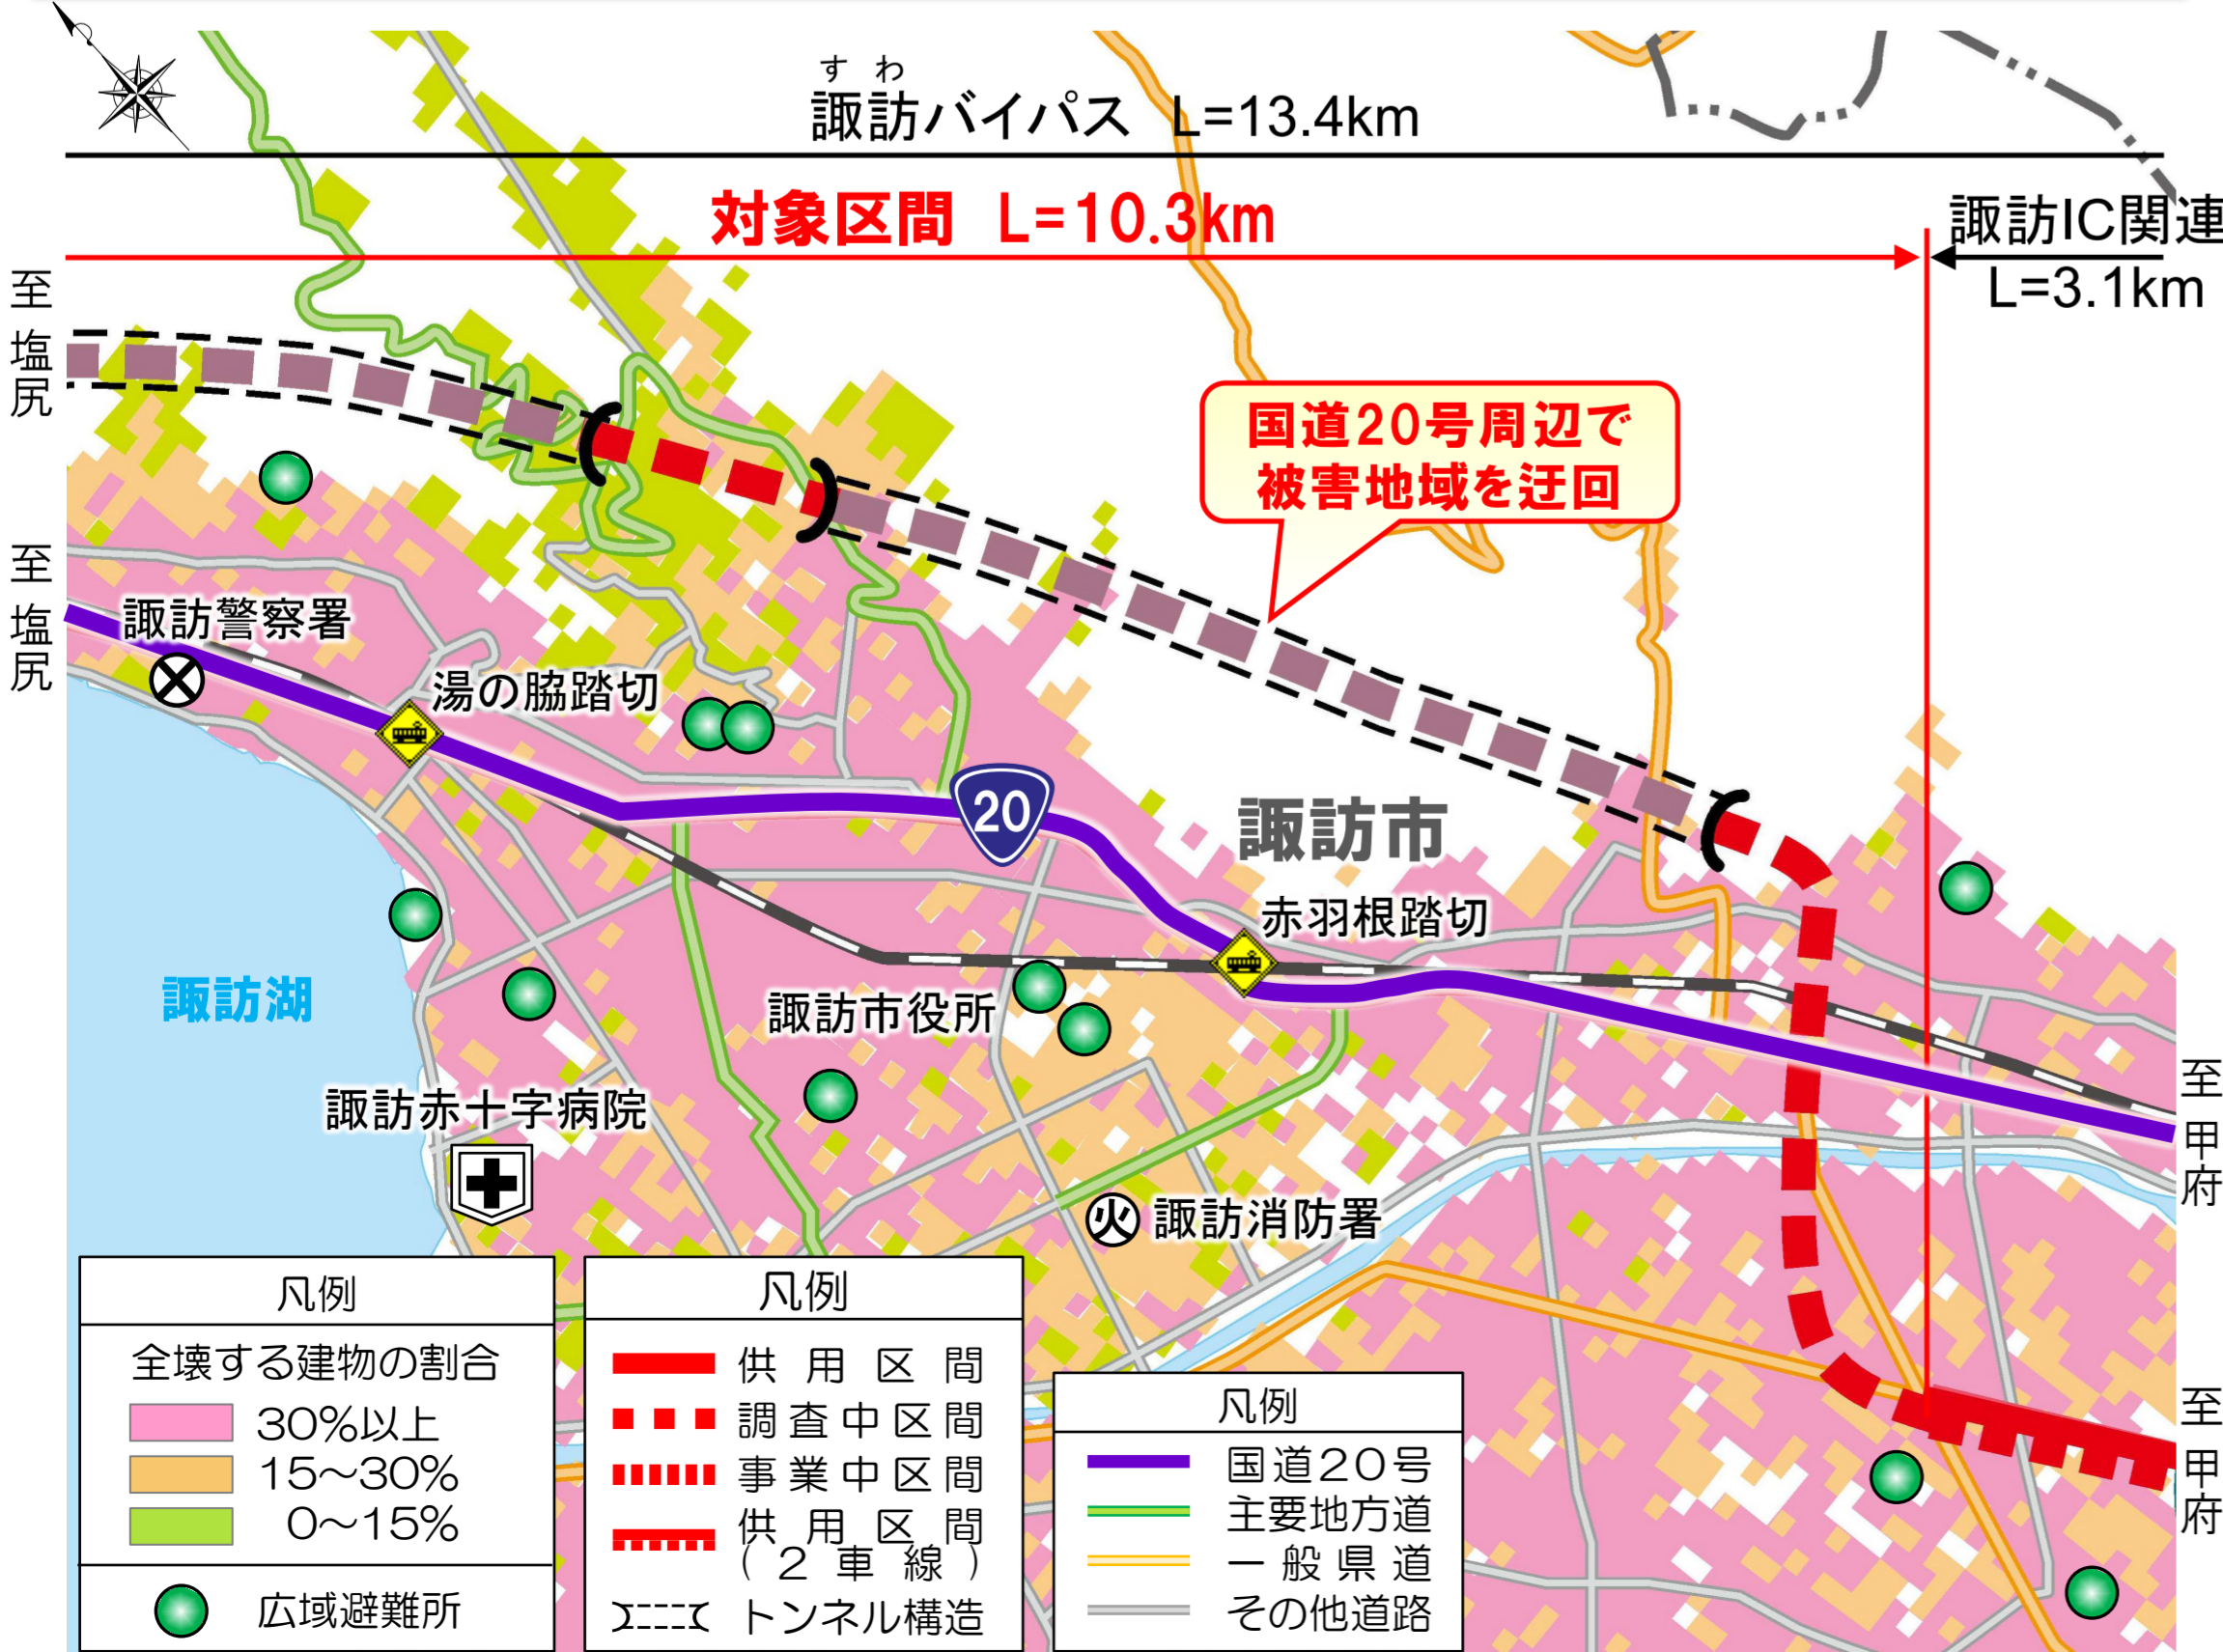 すわ
諏訪バイパス L=13.4km
対象区間 L=10.3km
諏訪IC関連
L=3.1km
至塩尻
国道20号周辺で
被害地域を迂回
至塩尻
諏訪警察署
湯の脇踏切
20
諏訪市
赤羽根踏切
諏訪湖
諏訪市役所
諏訪赤十字病院
火 諏訪消防署
至甲府
至甲府
凡例
全壊する建物の割合
30%以上
15～30%
0～15%
広域避難所
凡例
供用区間
調査中区間
事業中区間
供用区間
(2車線)
トンネル構造
凡例
国道20号
主要地方道
一般県道
その他道路